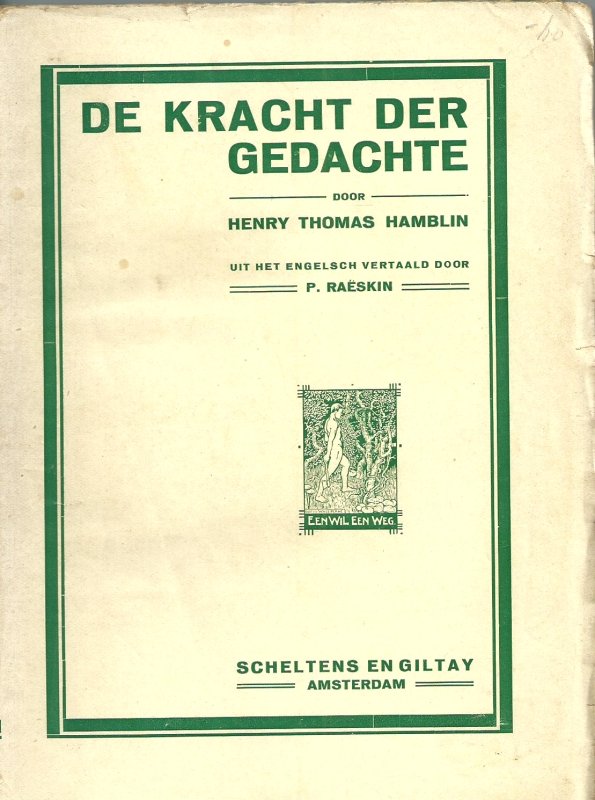 DE KRACHT DER
GEDACHTE
DOOR
HENRY THOMAS HAMBLIN
UIT HET ENGELSCH VERTAALD DOOR
P. RAËSKIN
EEN WIL EEN WEG
SCHELTENS EN GILTAY
AMSTERDAM